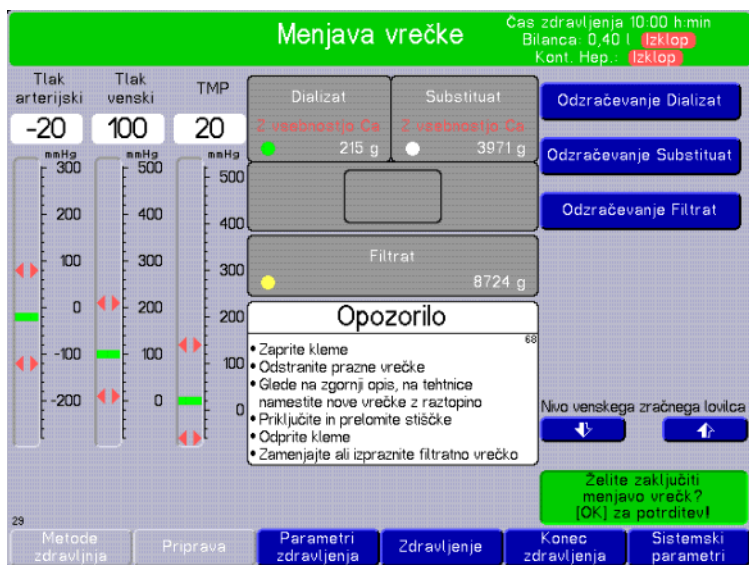 Menjava vrečke
Čas zdravljenja 10:00 h:min
Bilanca: 0,40 l Izklop
Kont. Hep.: Izklop
Tlak arterijski
Tlak venski
TMP
-20
100
20
mmHg
mmHg
mmHg
300
200
100
0
-100
-200
500
400
300
200
100
0
500
400
300
200
100
0
Dializat
Z vsebnostjo Ca
215 g
Substituat
Z vsebnostjo Ca
3971 g
Filtrat
8724 g
Opozorilo
68
• Zaprite kleme
• Odstranite prazne vrečke
• Glede na zgornji opis, na tehtnice
namestite nove vrečke z raztopino
• Priključite in prelomite stiščke
• Odprite kleme
• Zamenjajte ali izpraznite filtratno vrečko
Odzračevanje Dializat
Odzračevanje Substituat
Odzračevanje Filtrat
Nivo venskega zračnega lovilca
Želite zaključiti
menjavo vrečk?
[OK] za potrditev!
29
Metode
zdravljnja
Priprava
Parametri
zdravljenja
Zdravljenje
Konec
zdravljenja
Sistemski
parametri